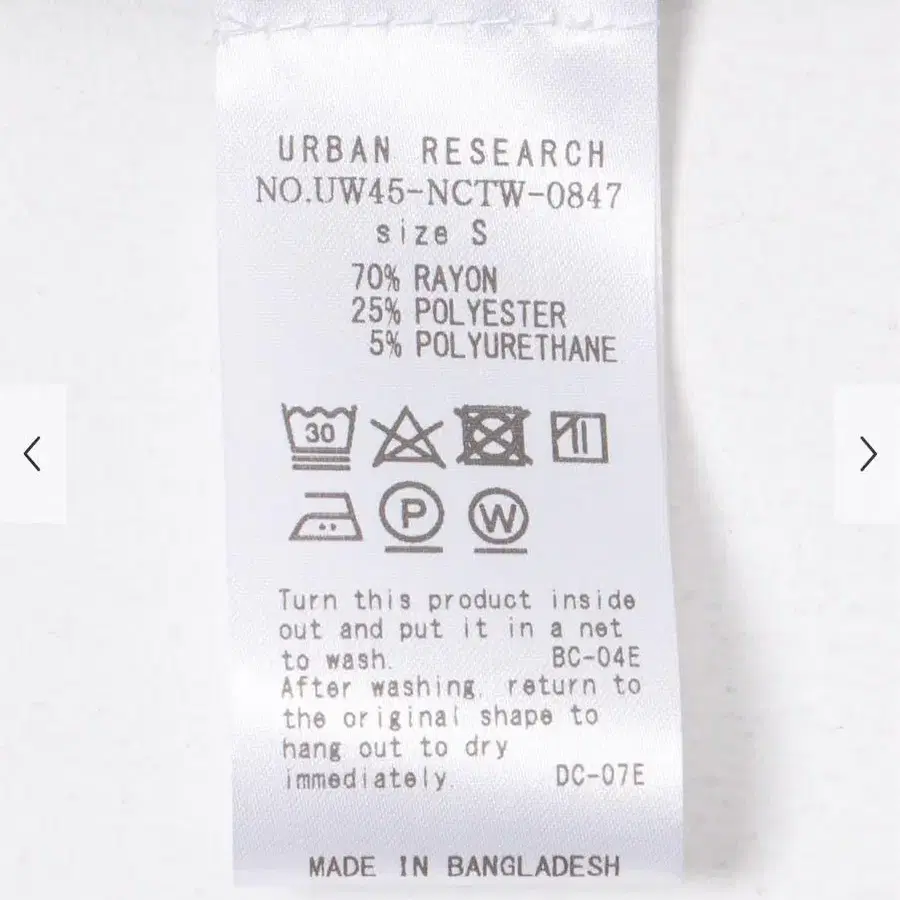 URBAN RESEARCH
NO.UW45-NCTW-0847
size S
70% RAYON
25% POLYESTER
5% POLYURETHANE
30
P
W
Turn this product inside
out and put it in a net
to wash. BC-04E
After washing, return to
the original shape to
hang out to dry
immediately. DC-07E
MADE IN BANGLADESH